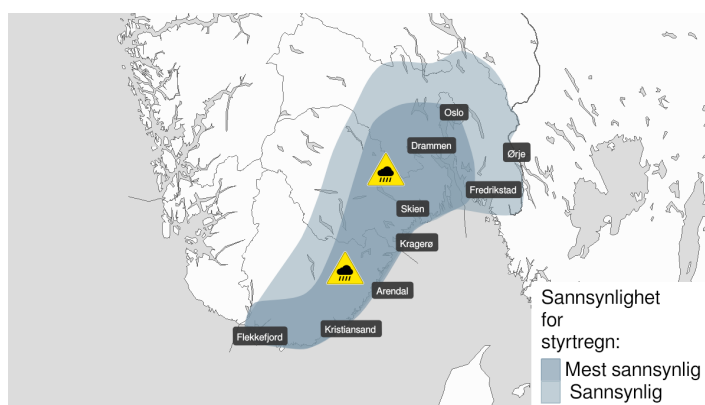 Oslo
Drammen
Ørje
Fredrikstad
Skien
Kragerø
Arendal
Kristiansand
Flekkefjord
Sannsynlighet
for
styrtregn:
Mest sannsynlig
Sannsynlig